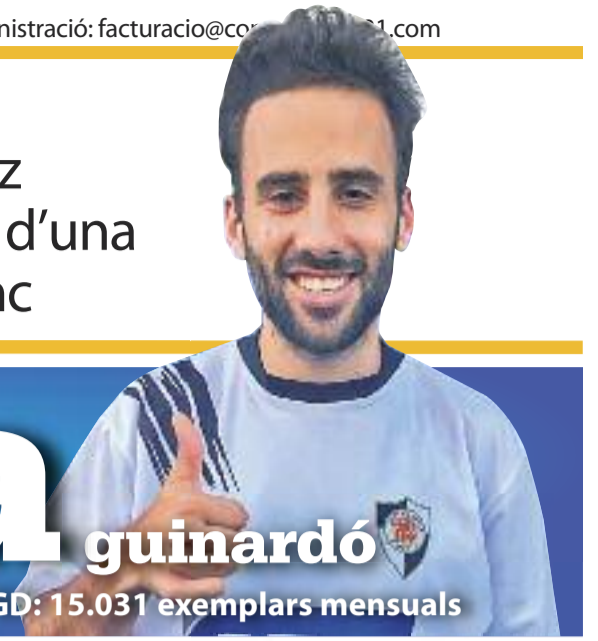 nistració: facturacio@co 1.com
z
d'una
nc
a guinardó
GD: 15.031 exemplars mensuals